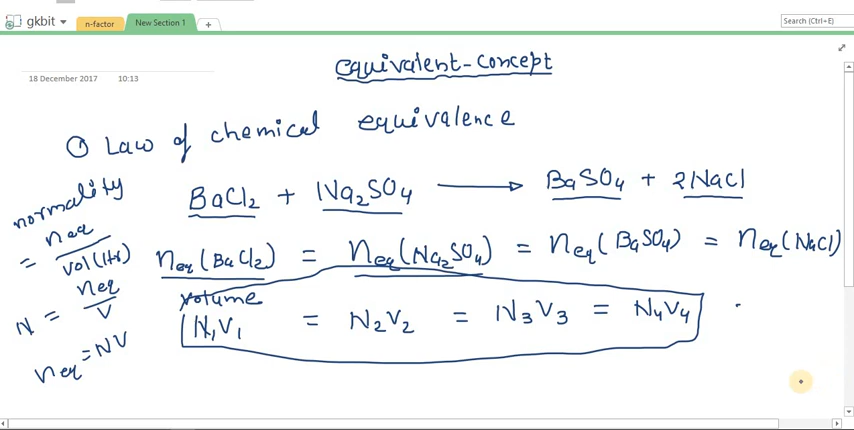 gkbit
n-factor
New Section 1
+
Search (Ctrl+E)
18 December 2017 10:13
equivalent-concept
① Law of chemical equivalence
BaCl₂ + Na₂SO₄ → BaSO₄ + 2NaCl
neq(BaCl₂) = neq(Na₂SO₄) = neq(BaSO₄) = neq(NaCl)
volume
N₁V₁ = N₂V₂ = N₃V₃ = N₄V₄
normality
= neq / vol(ltr)
N = neq / V
neq = NV